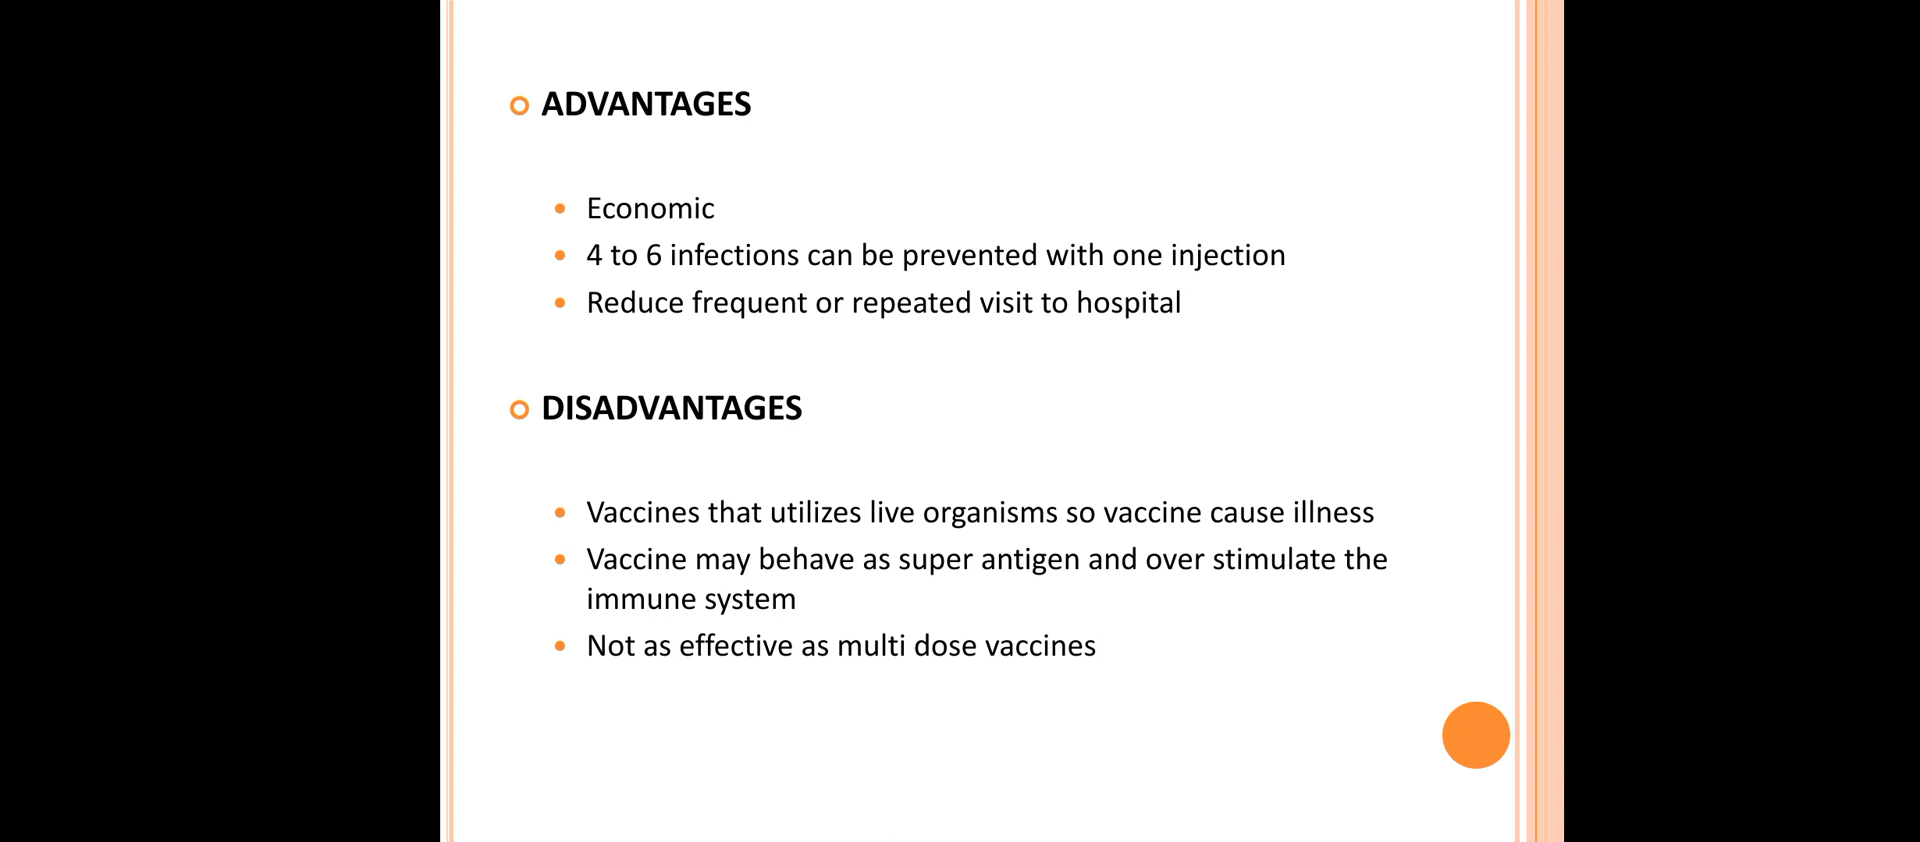 ADVANTAGES
Economic
4 to 6 infections can be prevented with one injection
Reduce frequent or repeated visit to hospital
DISADVANTAGES
Vaccines that utilizes live organisms so vaccine cause illness
Vaccine may behave as super antigen and over stimulate the
immune system
Not as effective as multi dose vaccines